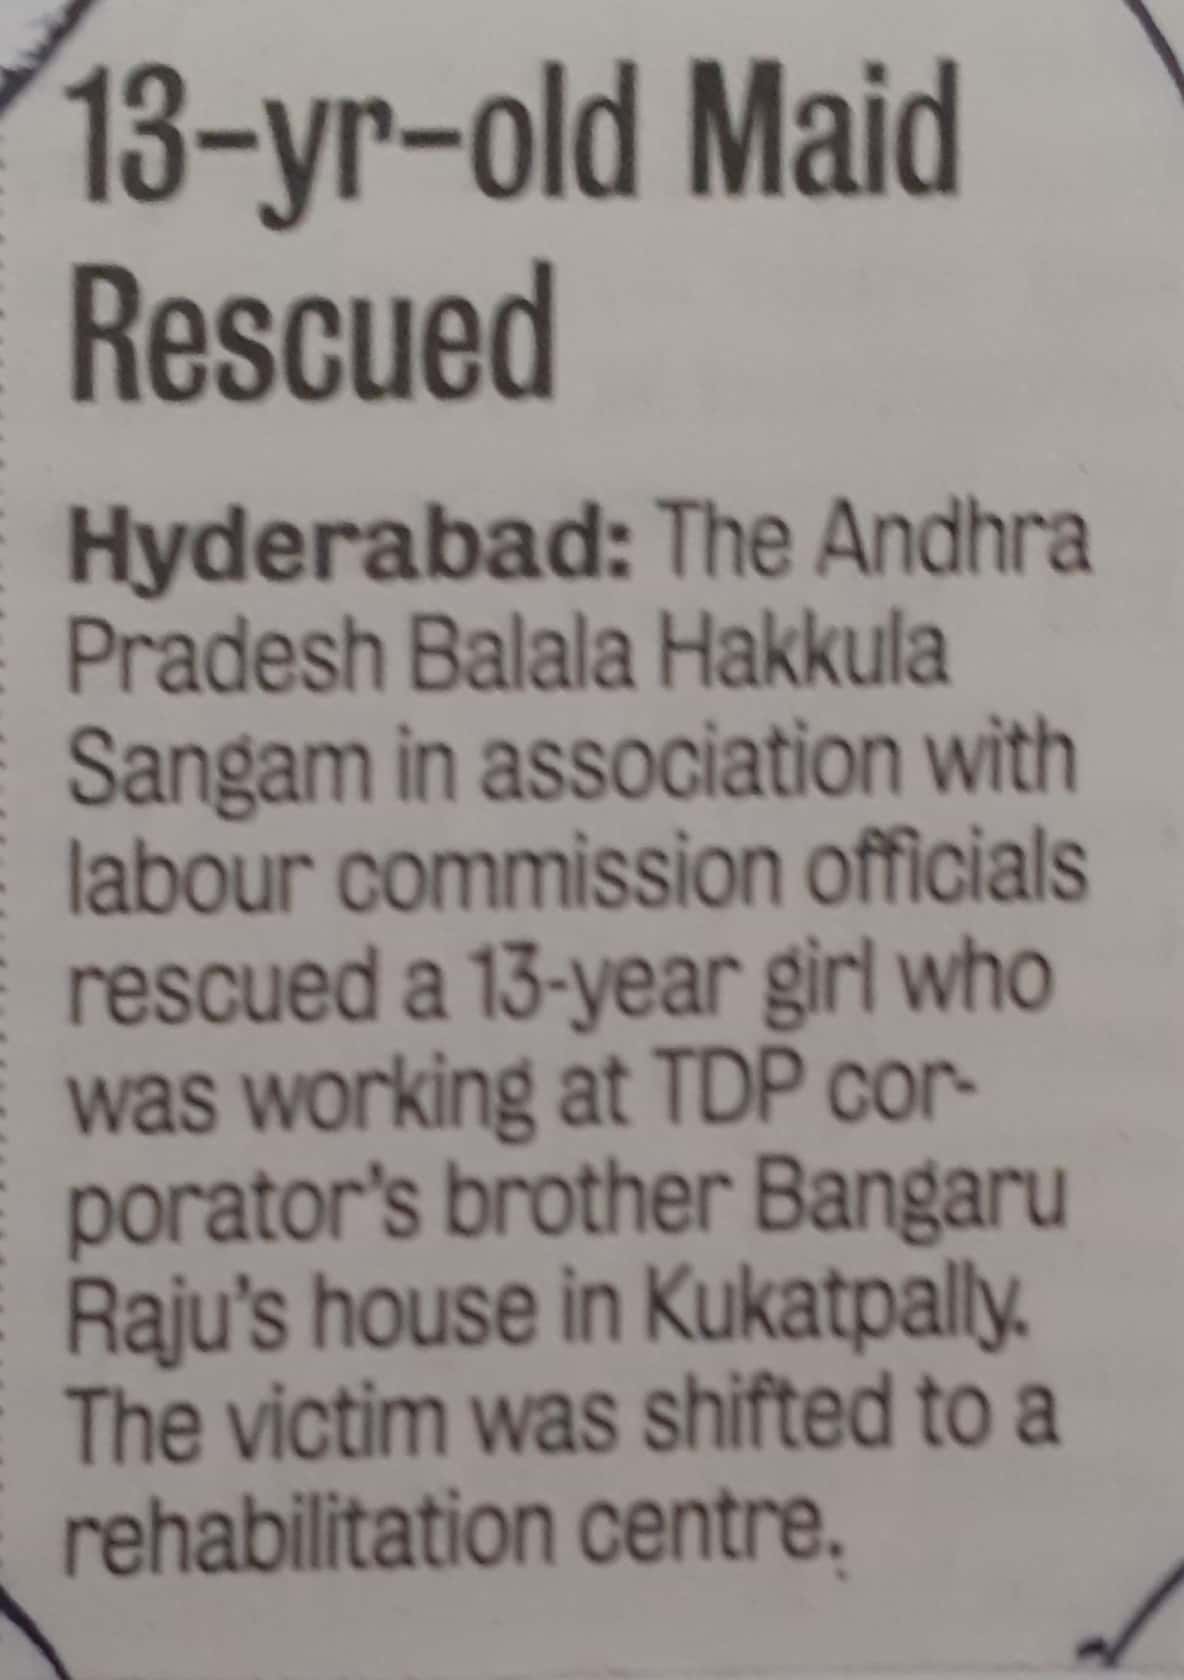 13-yr-old Maid
Rescued
Hyderabad: The Andhra
Pradesh Balala Hakkula
Sangam in association with
labour commission officials
rescued a 13-year girl who
was working at TDP cor-
porator's brother Bangaru
Raju's house in Kukatpally.
The victim was shifted to a
rehabilitation centre.